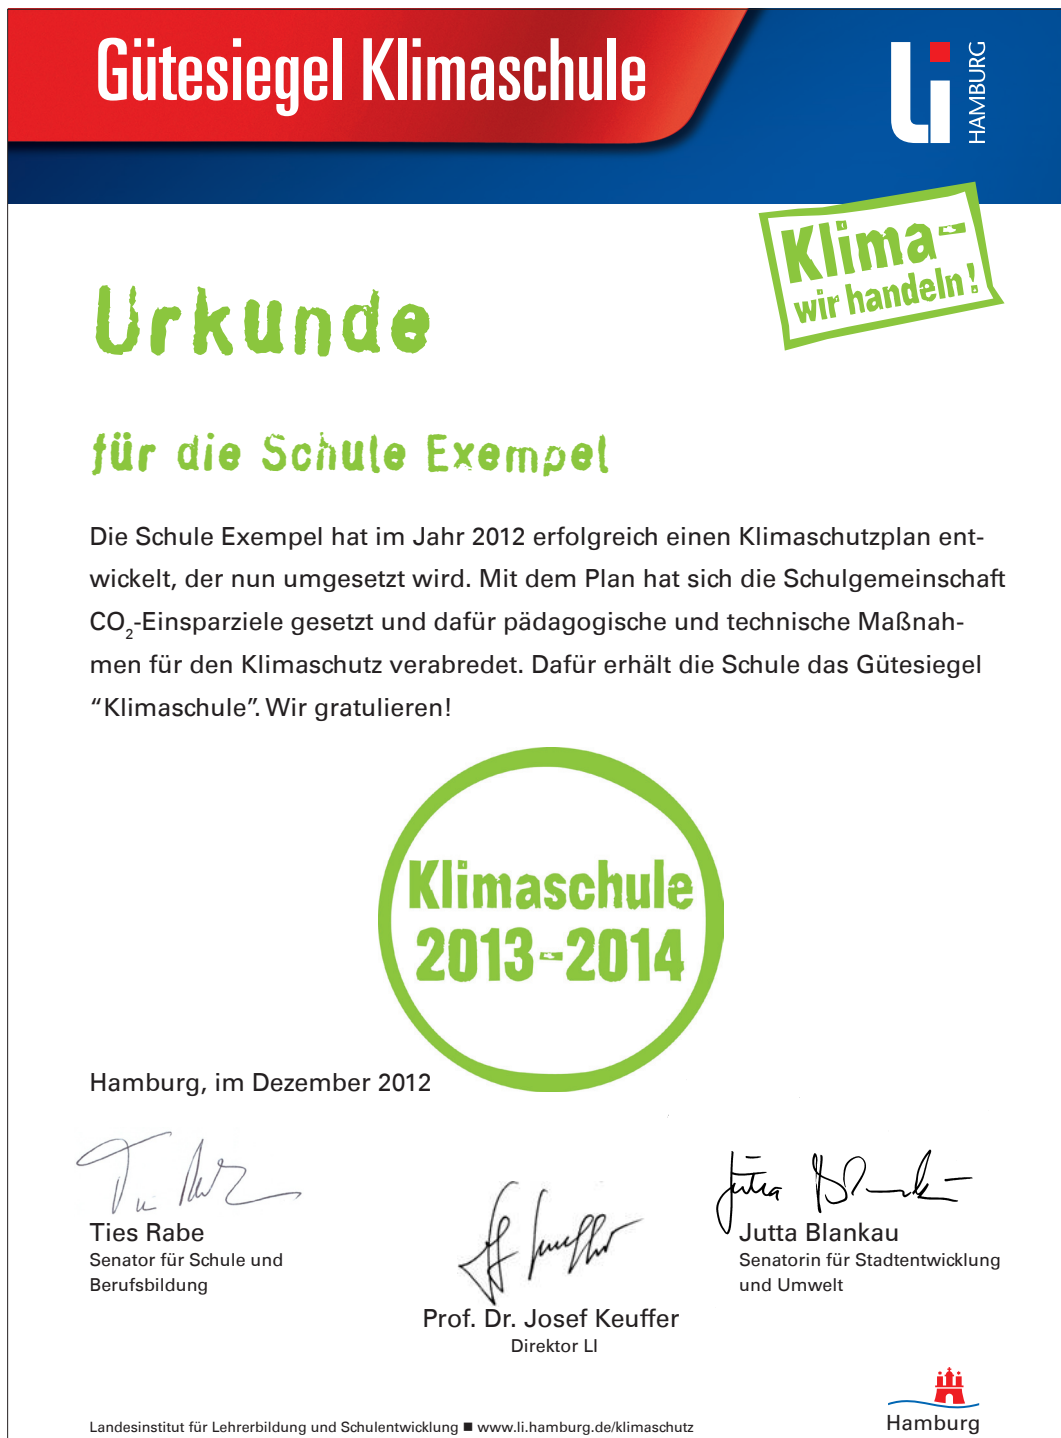 Gütesiegel Klimaschule
Li
HAMBURG
Klima-
wir handeln!
Urkunde
für die Schule Exempel
Die Schule Exempel hat im Jahr 2012 erfolgreich einen Klimaschutzplan ent-
wickelt, der nun umgesetzt wird. Mit dem Plan hat sich die Schulgemeinschaft
CO₂-Einsparziele gesetzt und dafür pädagogische und technische Maßnah-
men für den Klimaschutz verabredet. Dafür erhält die Schule das Gütesiegel
“Klimaschule”. Wir gratulieren!
Klimaschule
2013-2014
Hamburg, im Dezember 2012
Ties Rabe
Senator für Schule und
Berufsbildung
Jutta Blankau
Jutta Blankau
Senatorin für Stadtentwicklung
und Umwelt
Prof. Dr. Josef Keuffer
Direktor LI
Landesinstitut für Lehrerbildung und Schulentwicklung ■ www.li.hamburg.de/klimaschutz
Hamburg